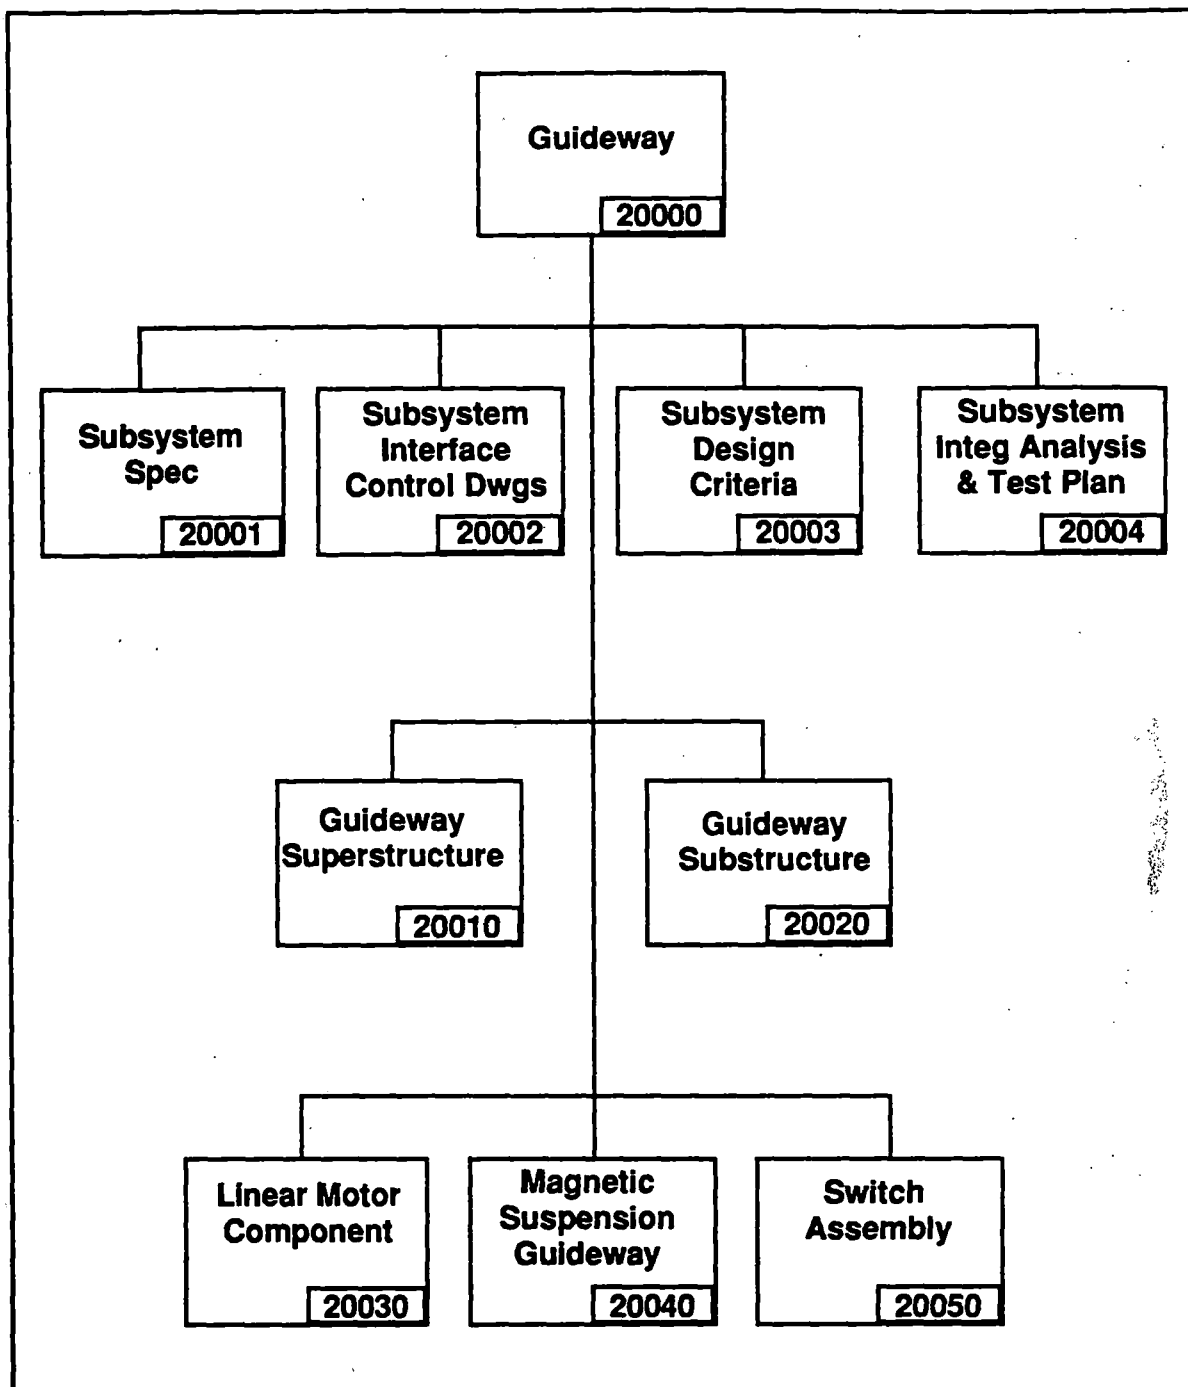 Guideway
20000
Subsystem
Spec
20001
Subsystem
Interface
Control Dwgs
20002
Subsystem
Design
Criteria
20003
Subsystem
Integ Analysis
& Test Plan
20004
Guideway
Superstructure
20010
Guideway
Substructure
20020
Linear Motor
Component
20030
Magnetic
Suspension
Guideway
20040
Switch
Assembly
20050